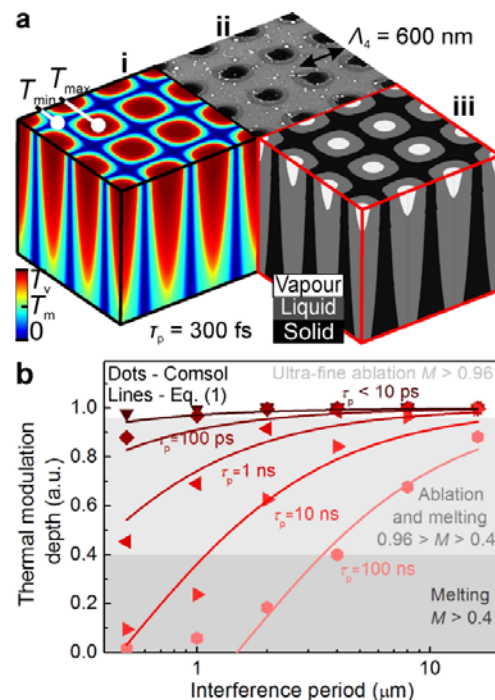 a
i
ii
iii
Λ₄ = 600 nm
Tmin
Tmax
Tv
Tm
0
τp = 300 fs
Vapour
Liquid
Solid
b
Dots - Comsol
Lines - Eq. (1)
Ultra-fine ablation M > 0.96
τp < 10 ps
τp=100 ps
τp=1 ns
τp=10 ns
τp=100 ns
Ablation
and melting
0.96 > M > 0.4
Melting
M > 0.4
Thermal modulation
depth (a.u.)
1.0
0.8
0.6
0.4
0.2
0.0
1
10
Interference period (μm)